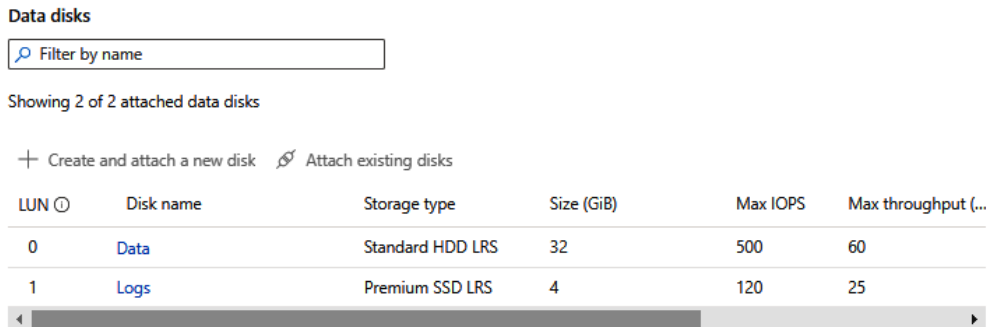 Data disks
Filter by name
Showing 2 of 2 attached data disks
Create and attach a new disk Attach existing disks
LUN Disk name Storage type Size (GiB) Max IOPS Max throughput (...
0 Data Standard HDD LRS 32 500 60
1 Logs Premium SSD LRS 4 120 25